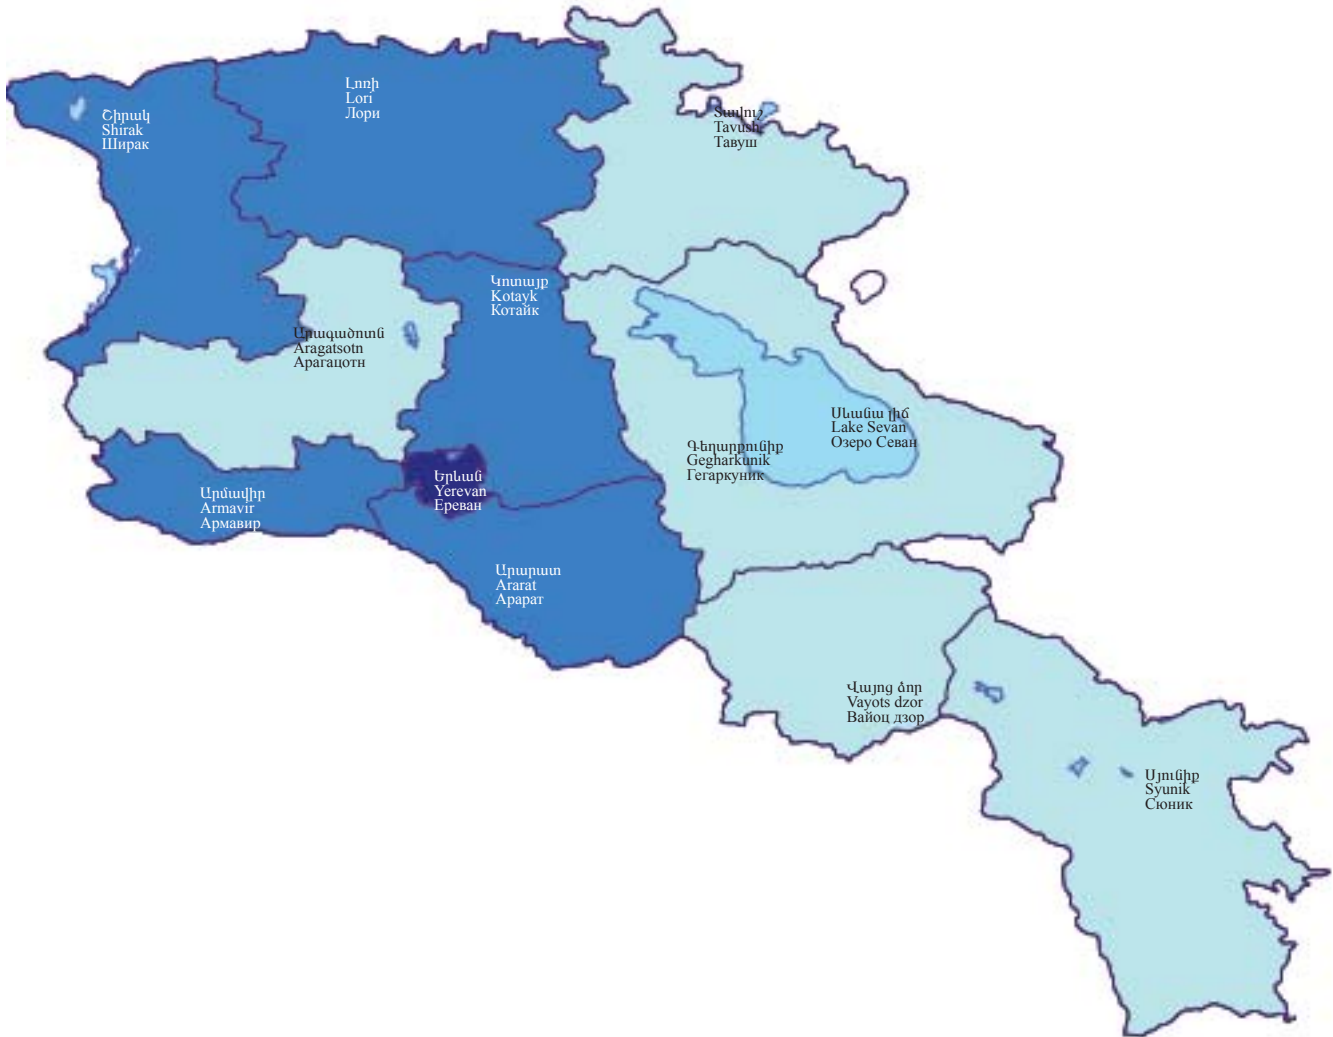 Լոռի
Lori
Лори
Շիրակ
Shirak
Ширак
Տավուշ
Tavush
Тавуш
Կոտայք
Kotayk
Котайк
Արագածոտն
Aragatsotn
Арагацотн
Սևանա լիճ
Lake Sevan
Озеро Севан
Գեղարքունիք
Gegharkunik
Гегаркуник
Երևան
Yerevan
Ереван
Արմավիր
Armavir
Армавир
Արարատ
Ararat
Арарат
Վայոց ձոր
Vayots dzor
Вайоц дзор
Սյունիք
Syunik
Сюник